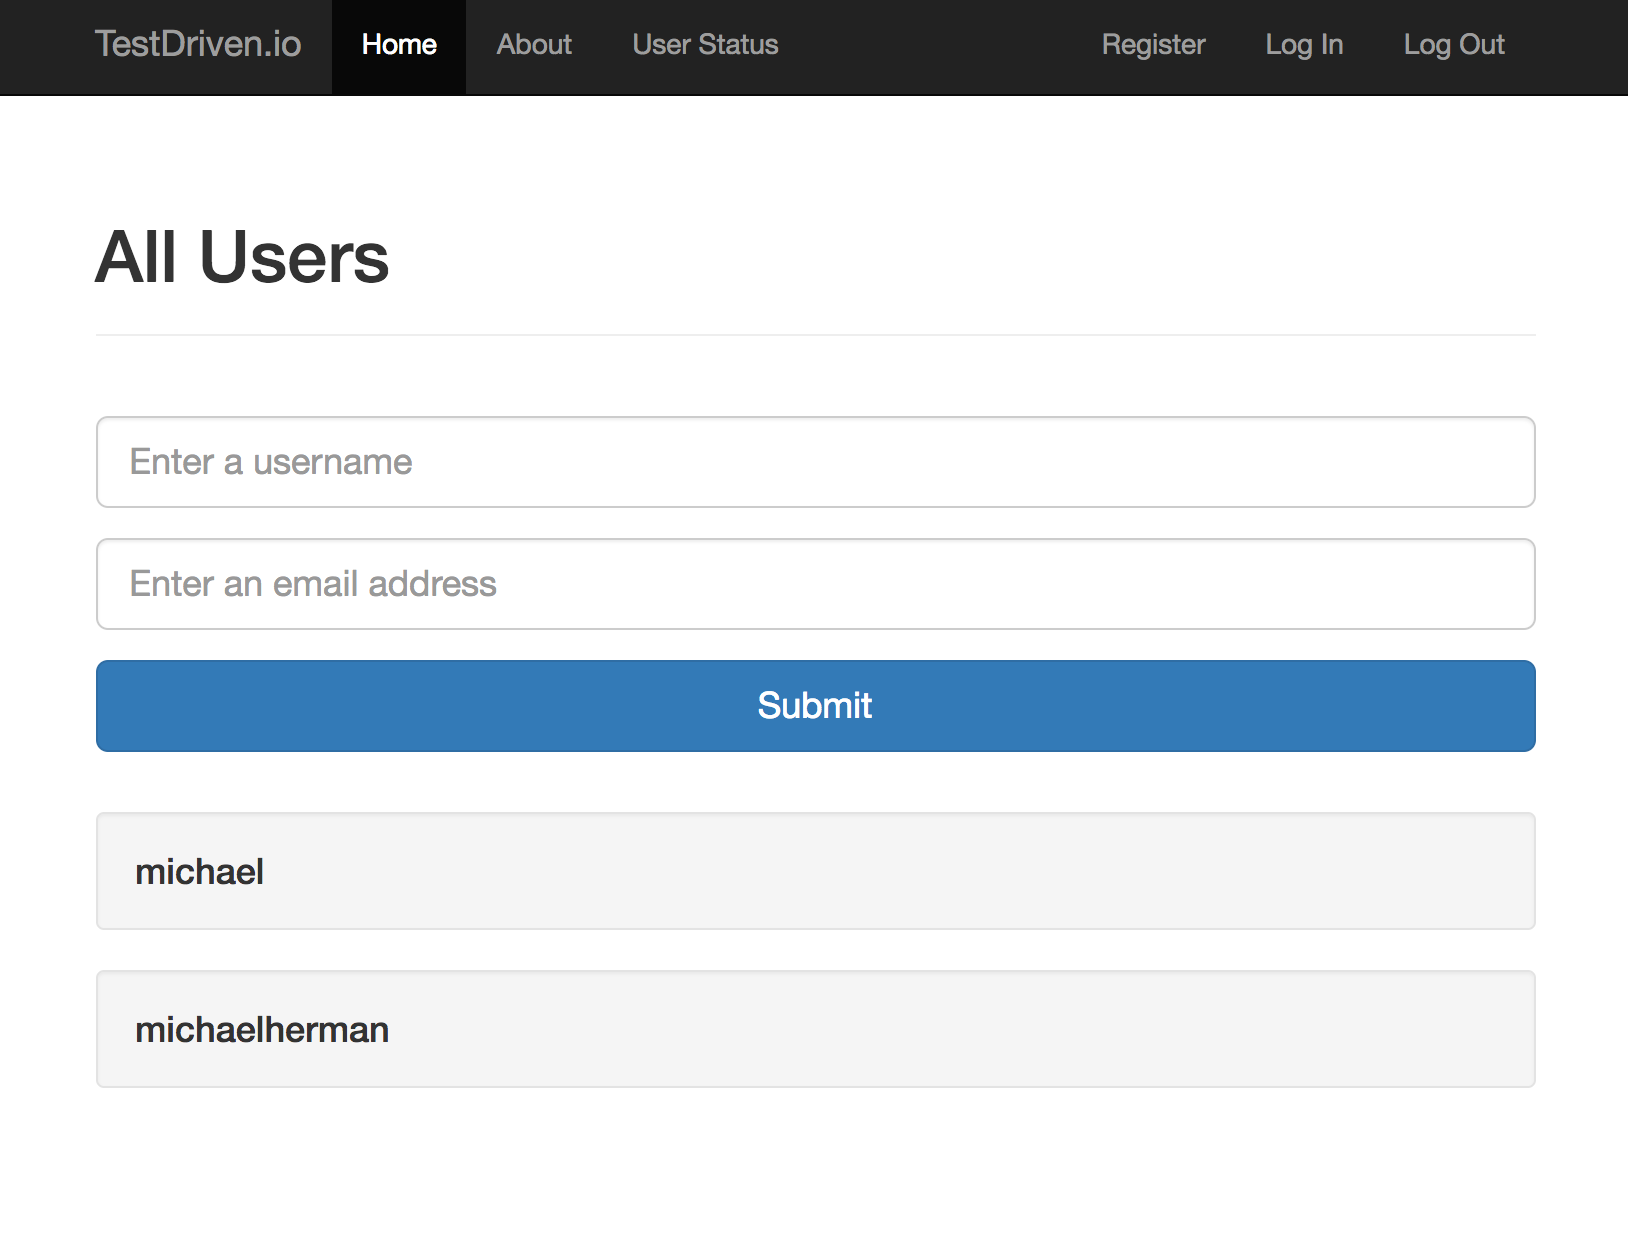 TestDriven.io Home About User Status Register Log In Log Out
All Users
Enter a username
Enter an email address
Submit
michael
michaelherman